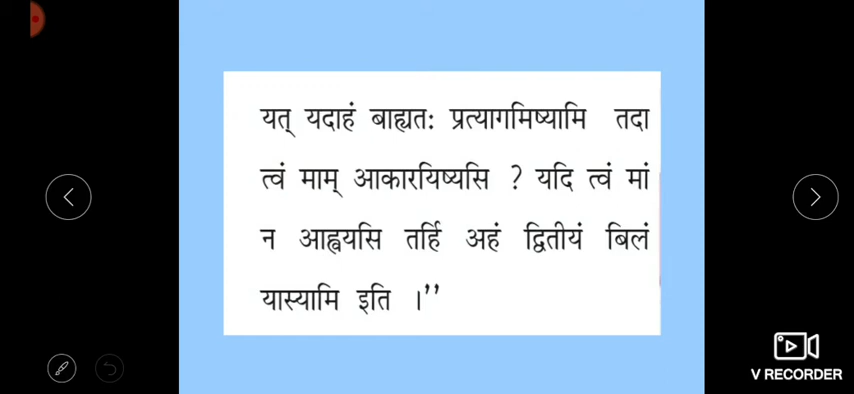 यत् यदाहं बाह्यतः प्रत्यागमिष्यामि तदा
त्वं माम् आकारयिष्यसि ? यदि त्वं मां
न आह्वयसि तर्हि अहं द्वितीयं बिलं
यास्यामि इति ।’’
V RECORDER